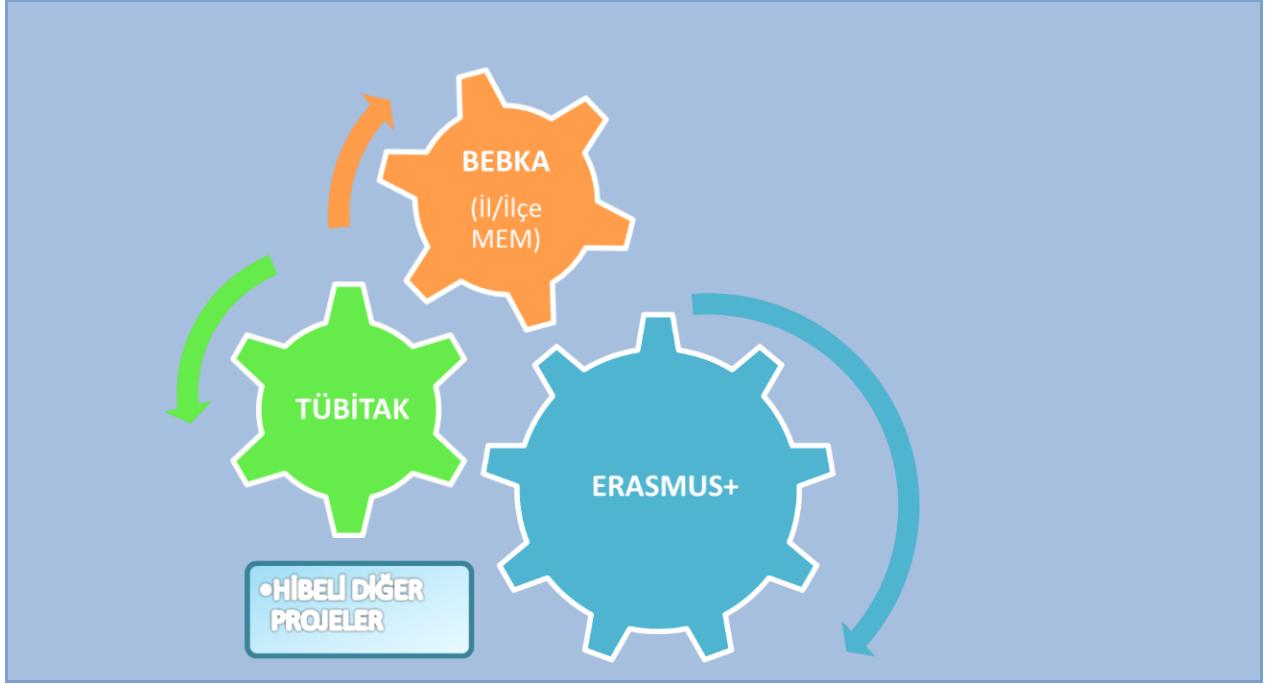 BEBKA
(İl/İlçe
MEM)
TÜBİTAK
ERASMUS+
•HİBELİ DİĞER
PROJELER